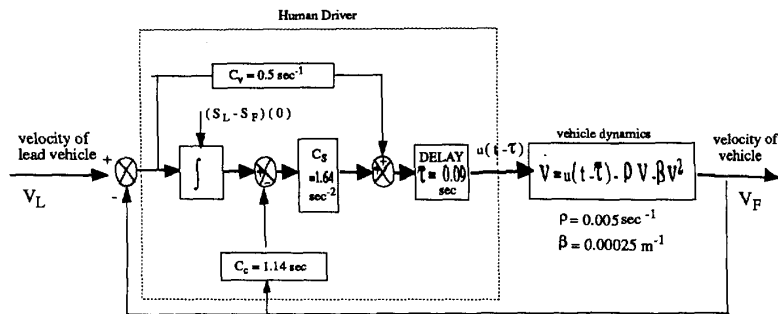 Human Driver
C_v = 0.5 sec⁻¹
(S_L - S_F)(0)
velocity of
lead vehicle
+
V_L
-
∫
+
-
C_S
=1.64
sec⁻²
+
+
DELAY
τ = 0.09
sec
u(t-τ)
vehicle dynamics
V̇ = u(t-τ) - ρ V - β V²
velocity of
vehicle
V_F
ρ = 0.005 sec⁻¹
β = 0.00025 m⁻¹
C_c = 1.14 sec